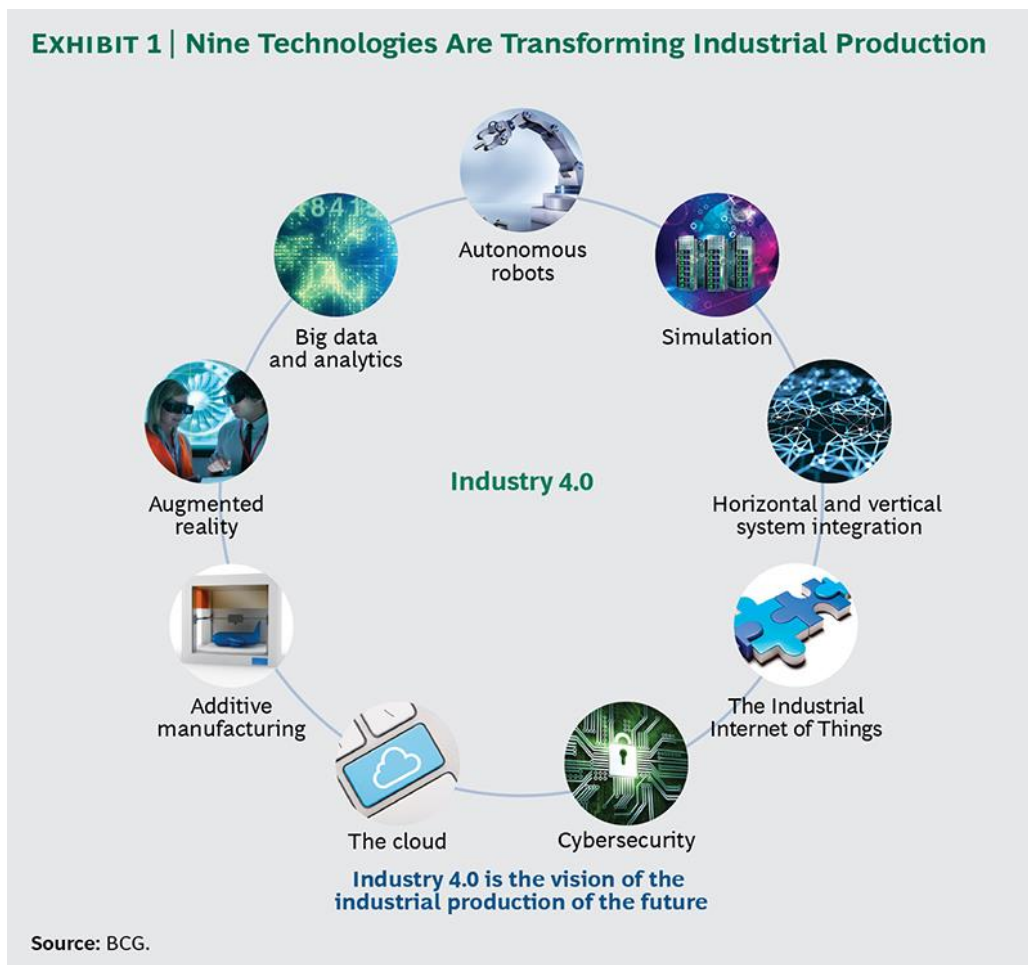 EXHIBIT 1 | Nine Technologies Are Transforming Industrial Production
48415
Autonomous
robots
Big data
and analytics
Simulation
Augmented
reality
Industry 4.0
Horizontal and vertical
system integration
Additive
manufacturing
The Industrial
Internet of Things
The cloud
Cybersecurity
Industry 4.0 is the vision of the
industrial production of the future
Source: BCG.